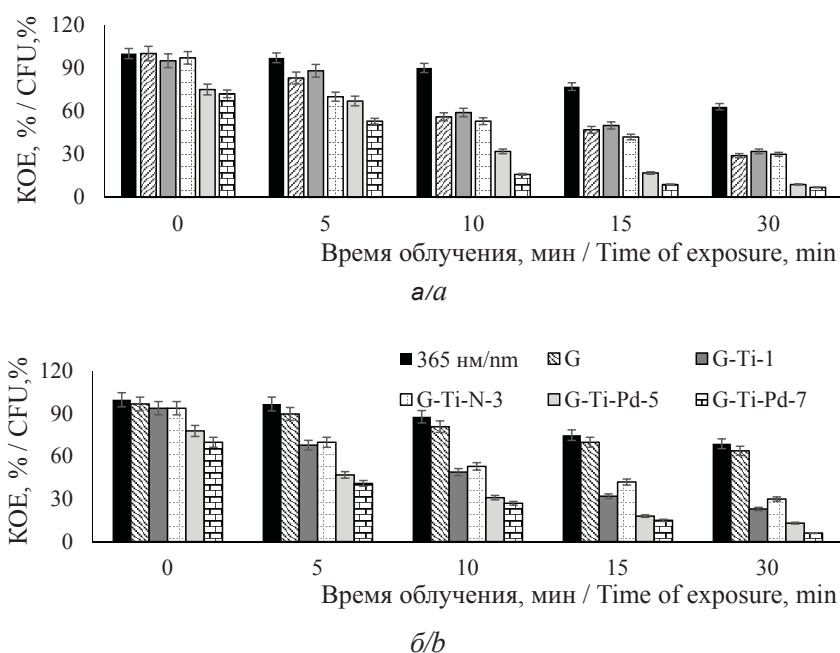 120
90
60
30
0
КОЕ, % / CFU,%
0 5 10 15 30
Время облучения, мин / Time of exposure, min
а/a
365 нм/nm G G-Ti-1
G-Ti-N-3 G-Ti-Pd-5 G-Ti-Pd-7
120
90
60
30
0
КОЕ, % / CFU,%
0 5 10 15 30
Время облучения, мин / Time of exposure, min
б/b